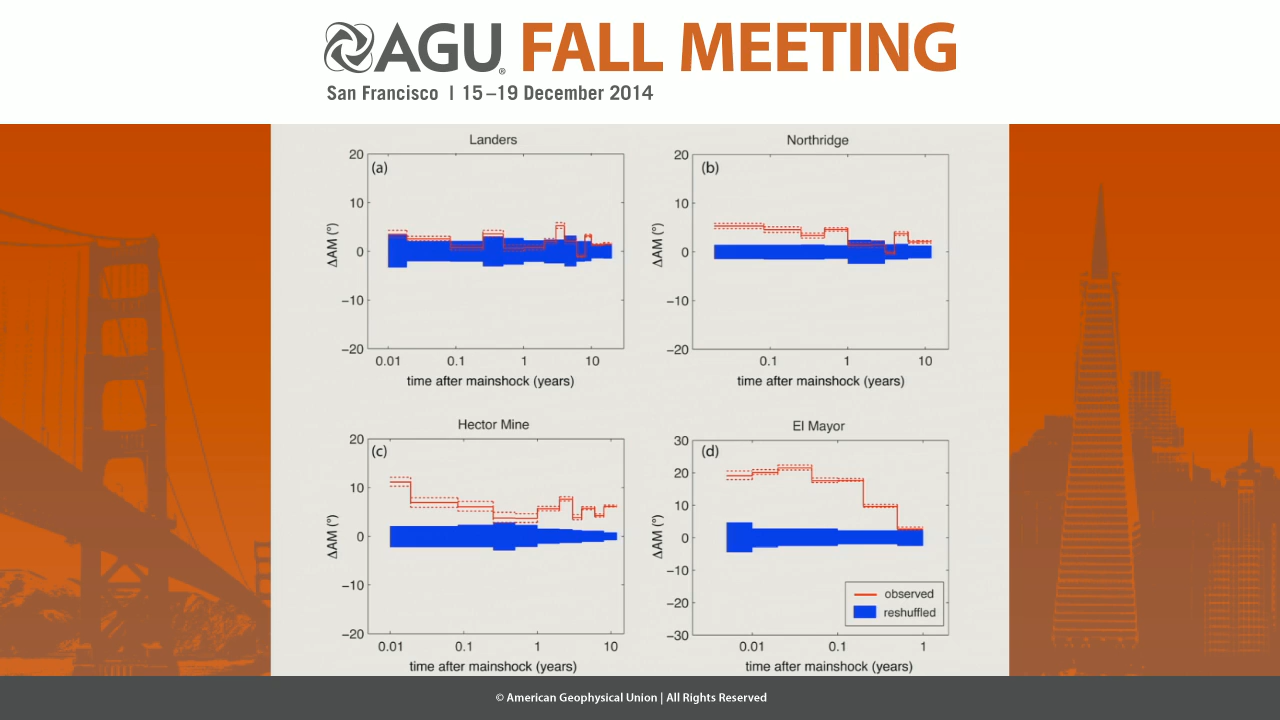 AGU® FALL MEETING
San Francisco | 15–19 December 2014
Landers
(a)
20
10
0
−10
−20
ΔAM (°)
0.01 0.1 1 10
time after mainshock (years)
Northridge
(b)
20
10
0
−10
−20
ΔAM (°)
0.1 1 10
time after mainshock (years)
Hector Mine
(c)
20
10
0
−10
−20
ΔAM (°)
0.01 0.1 1 10
time after mainshock (years)
El Mayor
(d)
30
20
10
0
−10
−20
−30
ΔAM (°)
observed
reshuffled
0.01 0.1 1
time after mainshock (years)
© American Geophysical Union | All Rights Reserved